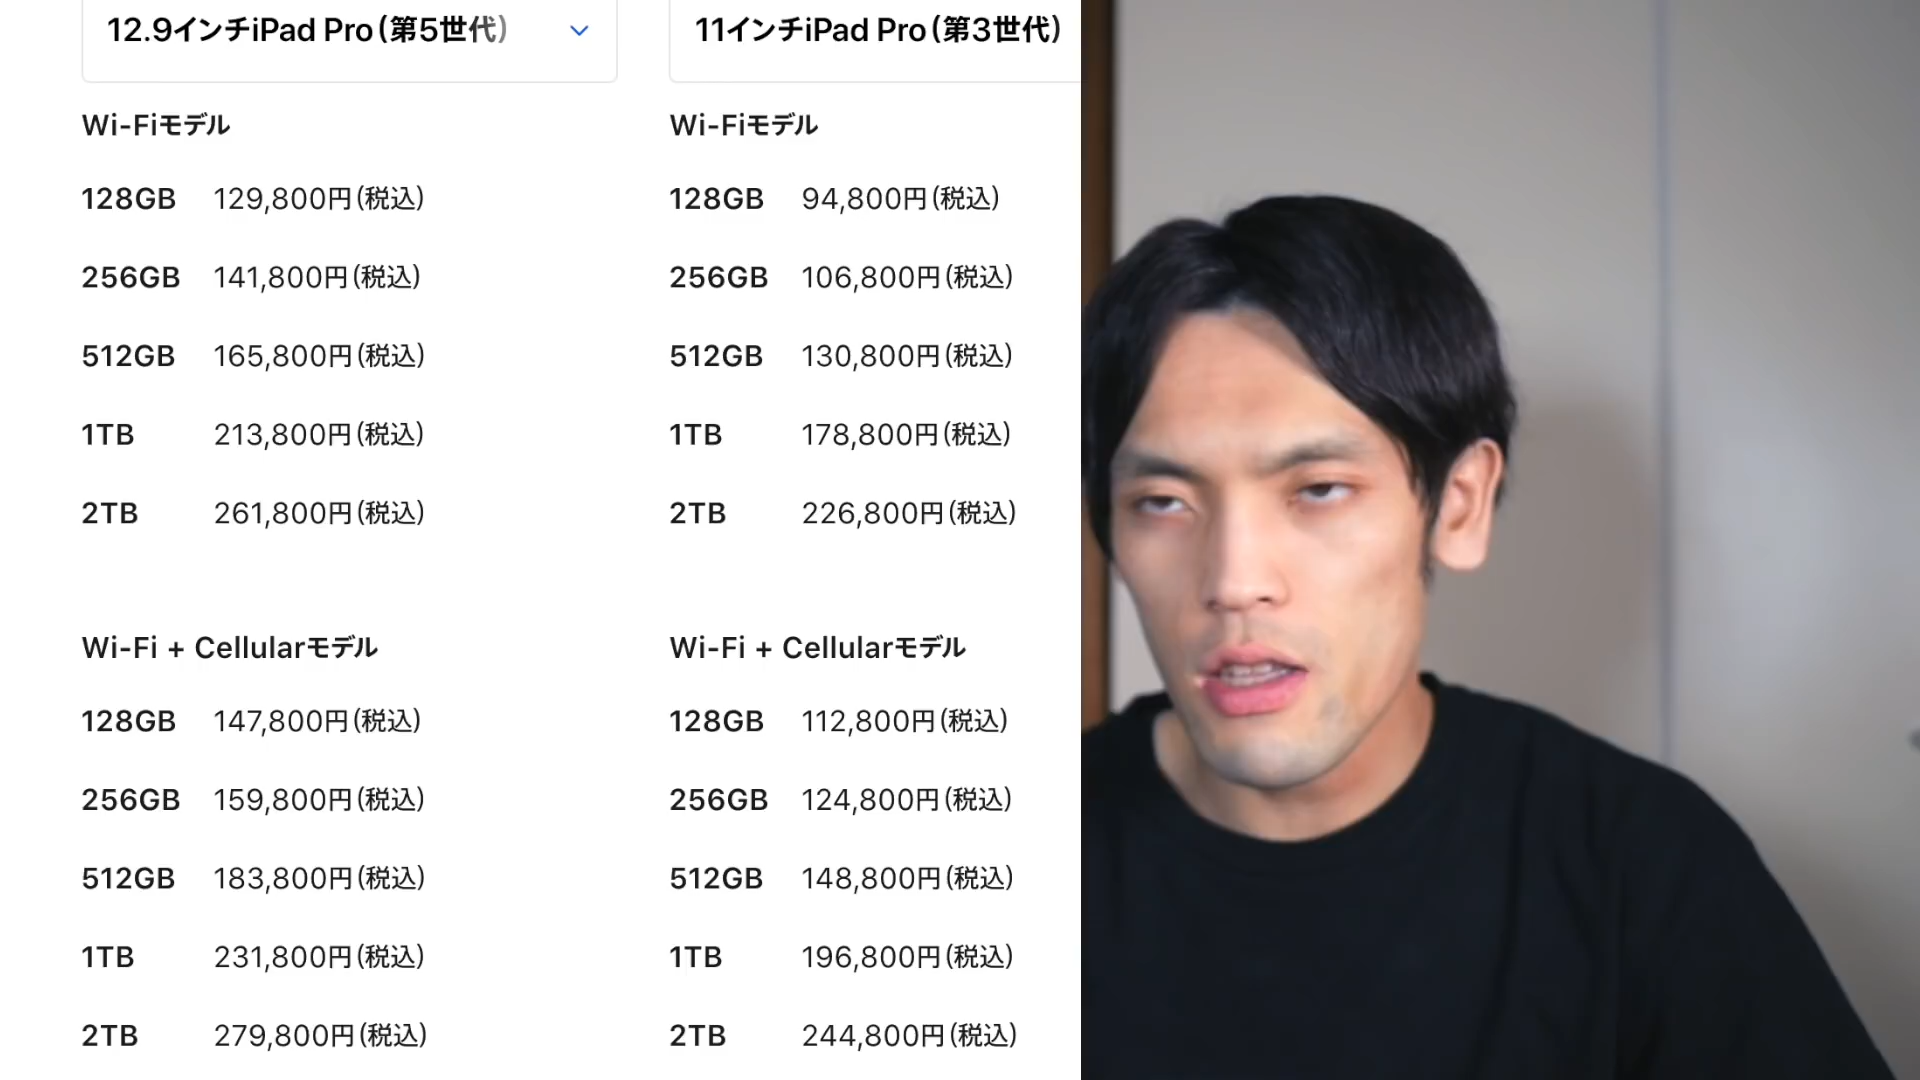 12.9インチiPad Pro（第5世代）
Wi-Fiモデル
128GB 129,800円（税込）
256GB 141,800円（税込）
512GB 165,800円（税込）
1TB 213,800円（税込）
2TB 261,800円（税込）
Wi-Fi + Cellularモデル
128GB 147,800円（税込）
256GB 159,800円（税込）
512GB 183,800円（税込）
1TB 231,800円（税込）
2TB 279,800円（税込）
11インチiPad Pro（第3世代）
Wi-Fiモデル
128GB 94,800円（税込）
256GB 106,800円（税込）
512GB 130,800円（税込）
1TB 178,800円（税込）
2TB 226,800円（税込）
Wi-Fi + Cellularモデル
128GB 112,800円（税込）
256GB 124,800円（税込）
512GB 148,800円（税込）
1TB 196,800円（税込）
2TB 244,800円（税込）